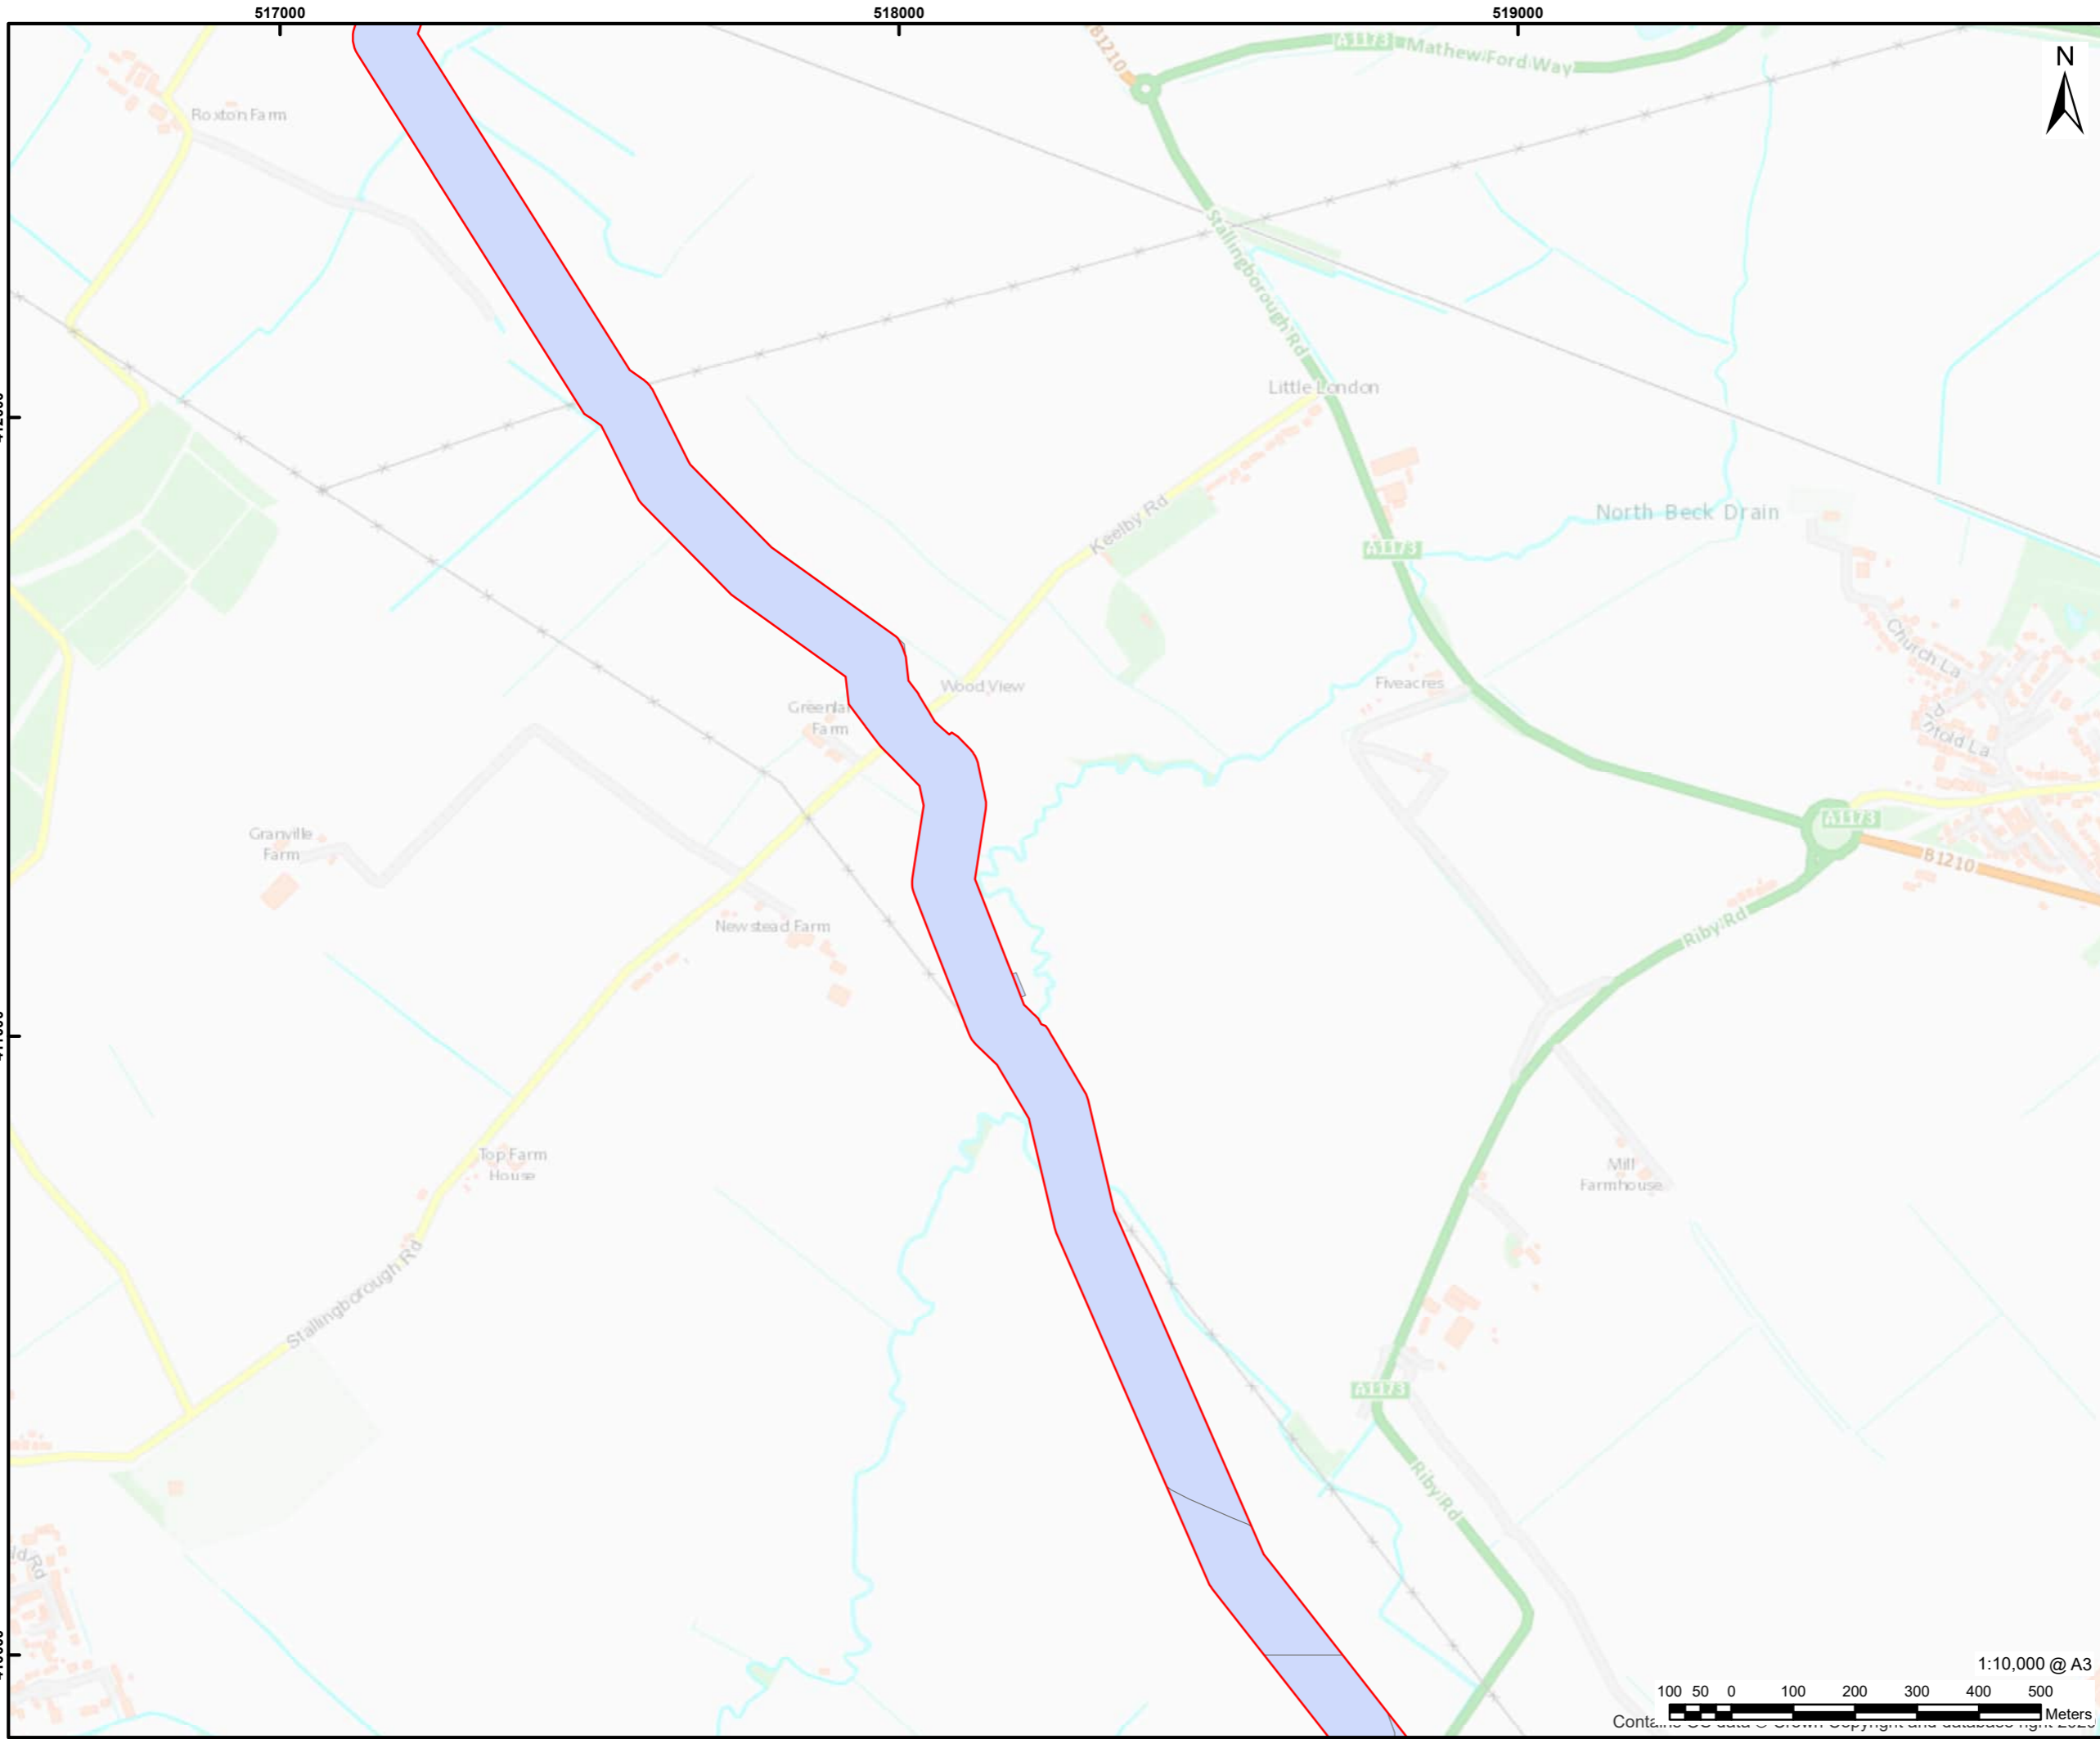 517000
518000
519000
N
B1210
A1173
Mathew Ford Way
Roxton Farm
Stallingborough Rd
Little London
Keelby Rd
North Beck Drain
A1173
Church La
Wood View
Fiveacres
Greenla
Farm
A1173
Granville
Farm
B1210
Riby Rd
Newstead Farm
Top Farm
House
Mill
Farmhouse
Stallingborough Rd
A1173
Riby Rd
ld Rd
1:10,000 @ A3
100 50 0 100 200 300 400 500
Meters